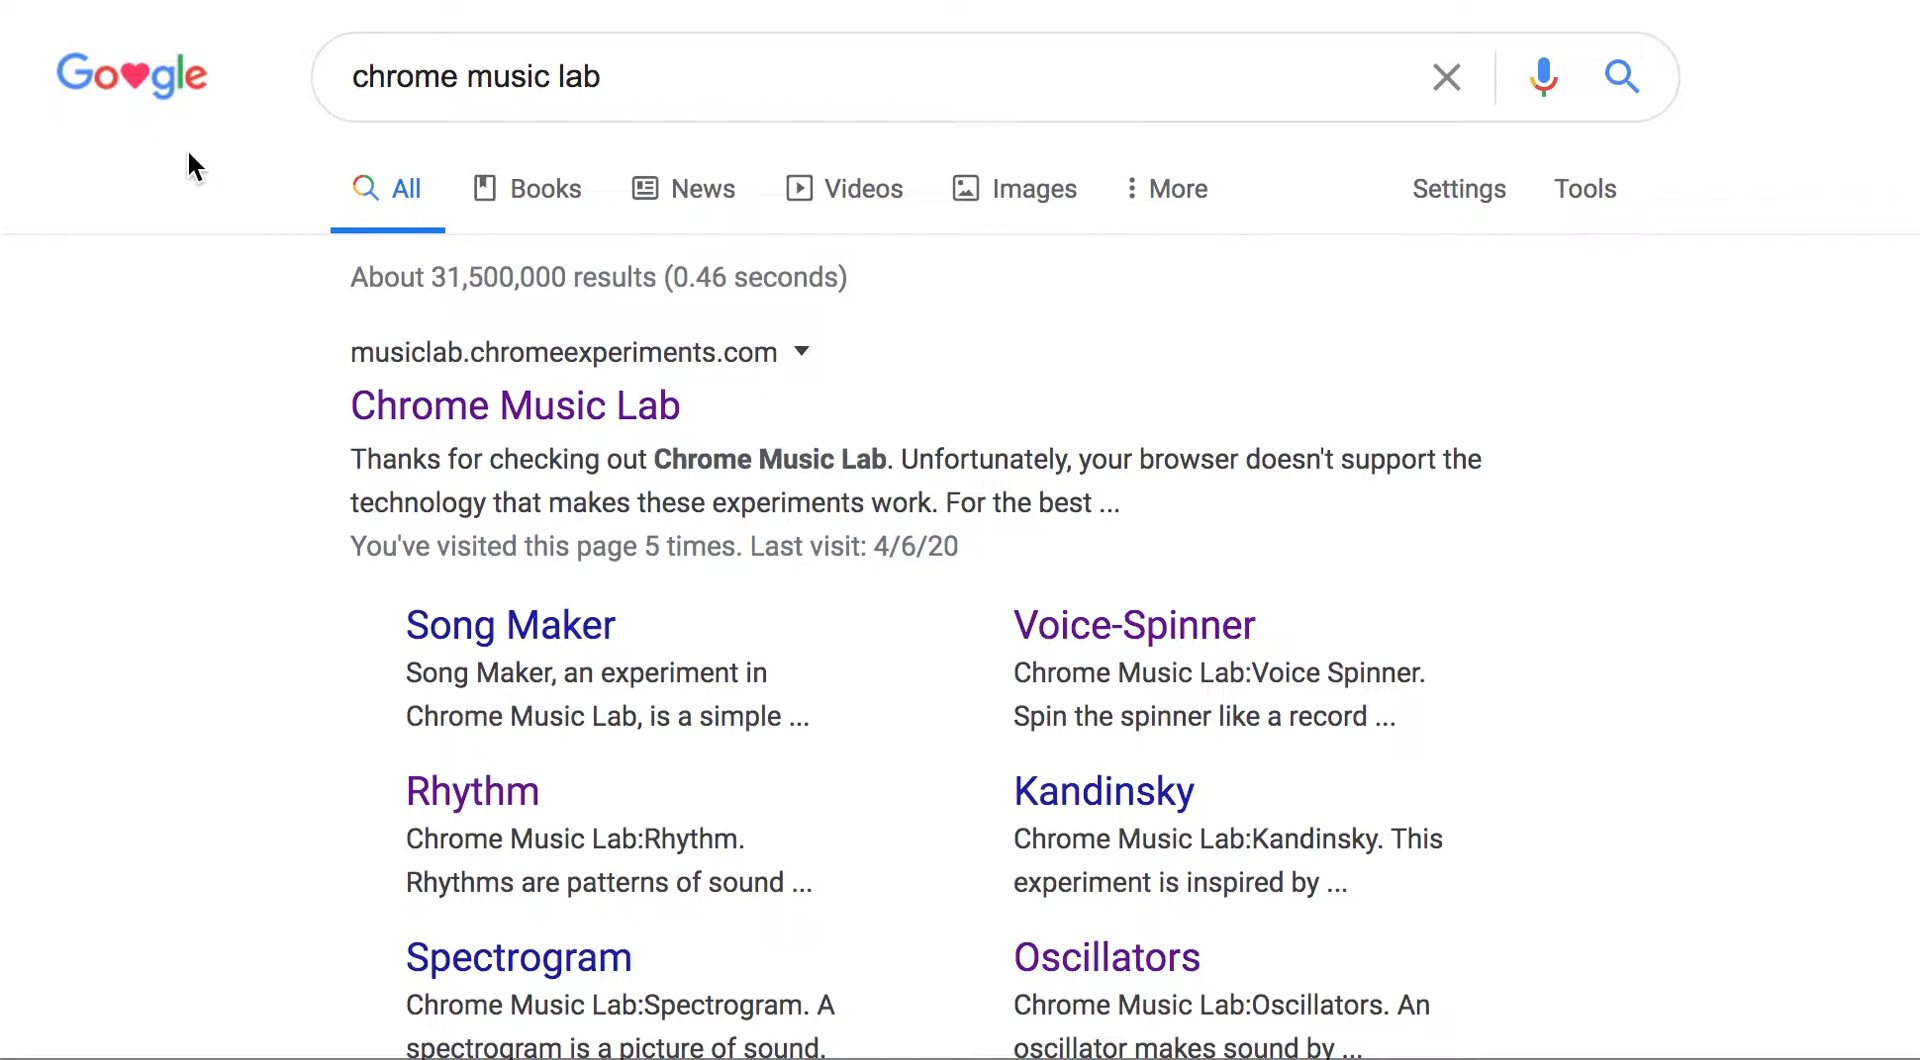 Google
chrome music lab
All Books News Videos Images More Settings Tools
About 31,500,000 results (0.46 seconds)
musiclab.chromeexperiments.com
Chrome Music Lab
Thanks for checking out Chrome Music Lab. Unfortunately, your browser doesn't support the
technology that makes these experiments work. For the best ...
You've visited this page 5 times. Last visit: 4/6/20
Song Maker
Song Maker, an experiment in
Chrome Music Lab, is a simple ...
Voice-Spinner
Chrome Music Lab:Voice Spinner.
Spin the spinner like a record ...
Rhythm
Chrome Music Lab:Rhythm.
Rhythms are patterns of sound ...
Kandinsky
Chrome Music Lab:Kandinsky. This
experiment is inspired by ...
Spectrogram
Chrome Music Lab:Spectrogram. A
spectrogram is a picture of sound.
Oscillators
Chrome Music Lab:Oscillators. An
oscillator makes sound by ...